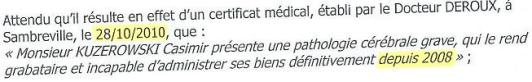 Attendu qu'il résulte en effet d'un certificat médical, établi par le Docteur DEROUX, à
Sambreville, le 28/10/2010, que :
« Monsieur KUZEROWSKI Casimir présente une pathologie cérébrale grave, qui le rend
grabataire et incapable d'administrer ses biens définitivement depuis 2008 » ;